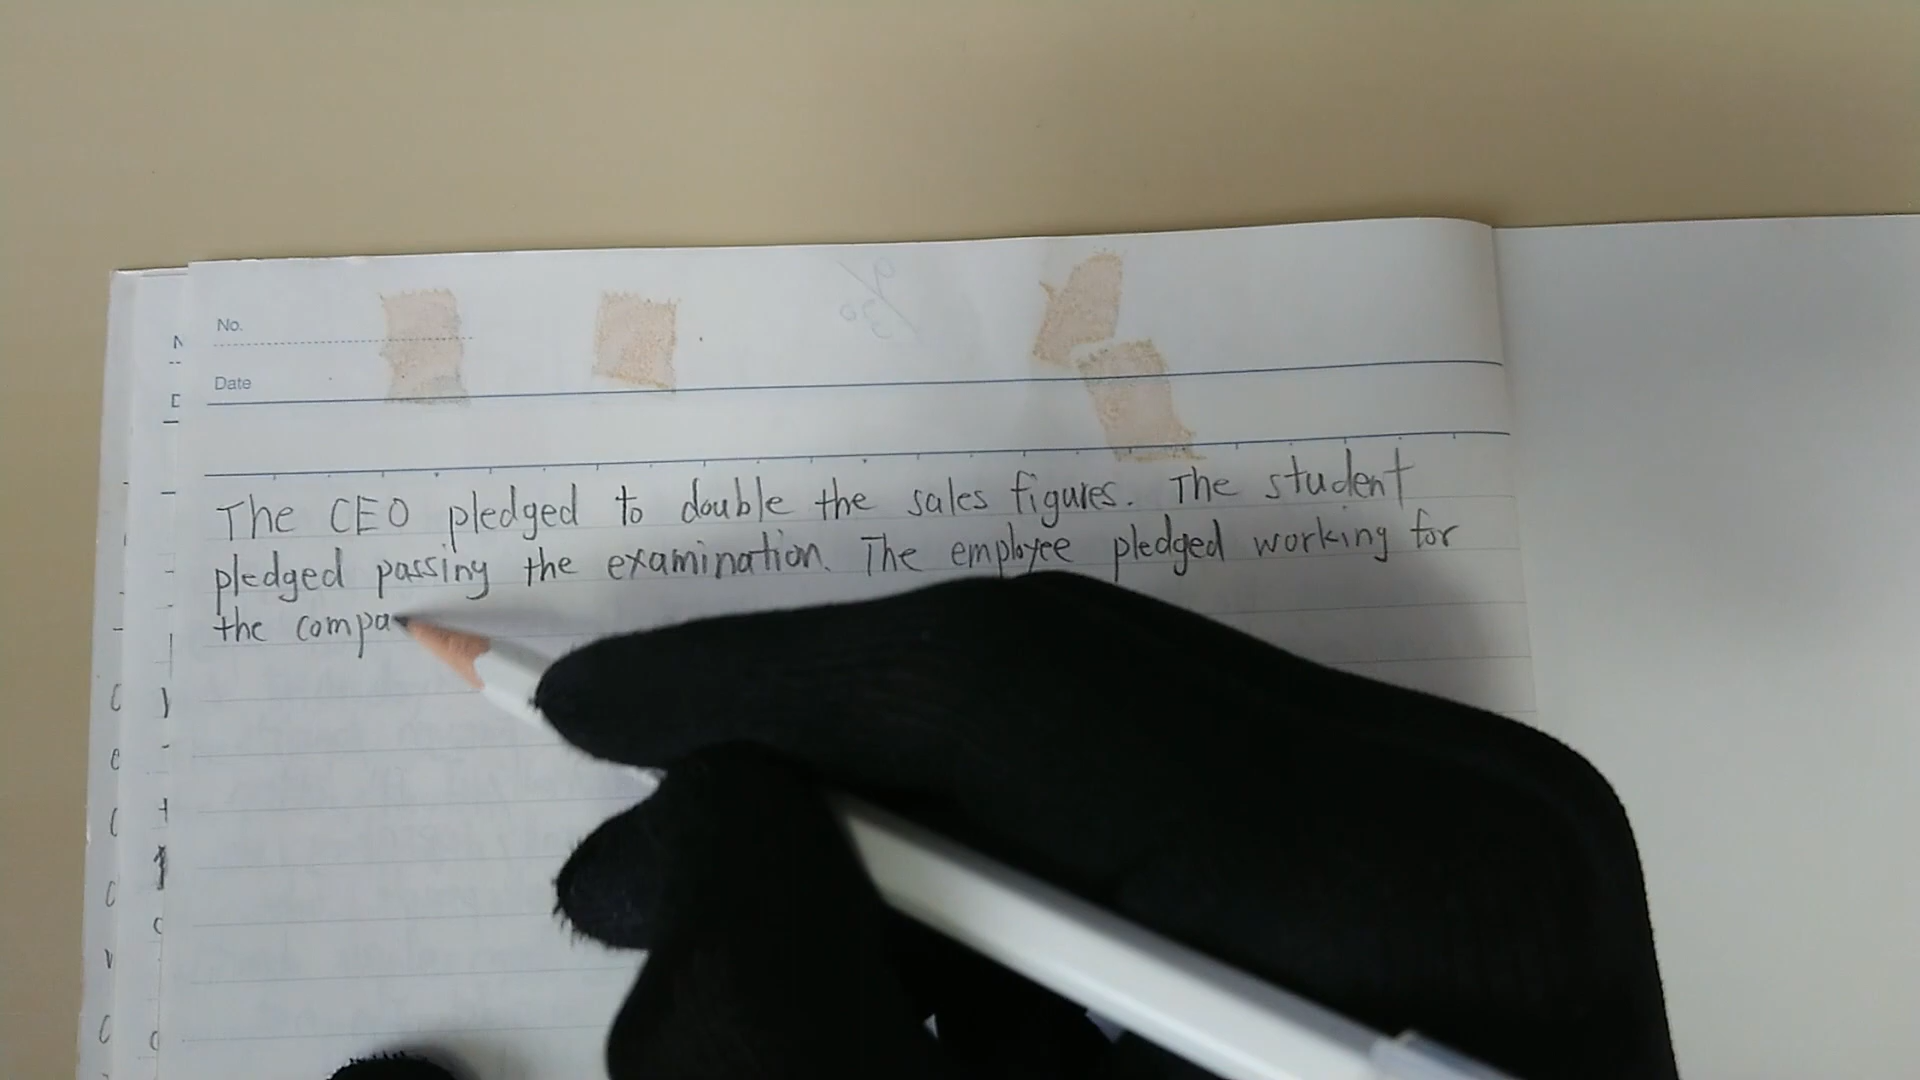 No.
Date
The CEO pledged to double the sales figures. The student
pledged passing the examination. The employee pledged working for
the compa